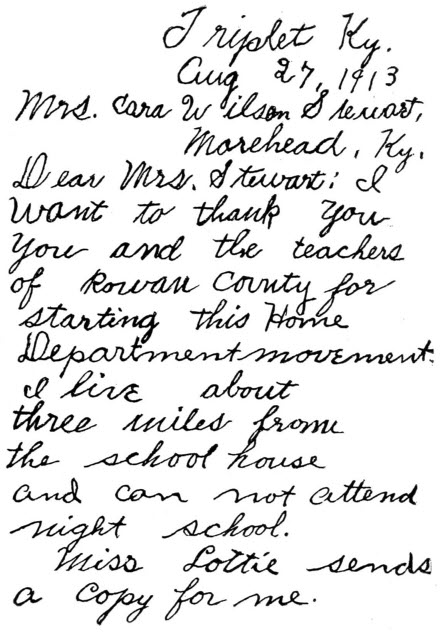 Triplet Ky.
Aug 27, 1913
Mrs. Cora Wilson Stewart,
Morehead, Ky.
Dear Mrs. Stewart: I
want to thank You
You and the teachers
of Rowan County for
starting this Home
Department movement.
I live about
three miles frome
the school house
and can not attend
night school.
Miss Lottie sends
a copy for me.